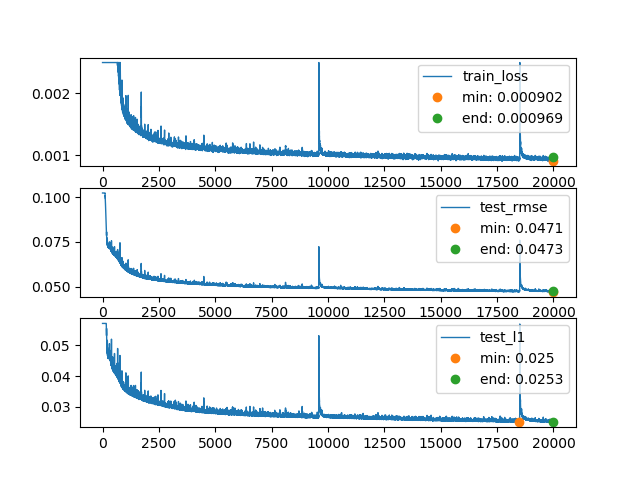 train_loss
min: 0.000902
end: 0.000969
0.002
0.001
0 2500 5000 7500 10000 12500 15000 17500 20000
test_rmse
min: 0.0471
end: 0.0473
0.100
0.075
0.050
0 2500 5000 7500 10000 12500 15000 17500 20000
test_l1
min: 0.025
end: 0.0253
0.05
0.04
0.03
0 2500 5000 7500 10000 12500 15000 17500 20000